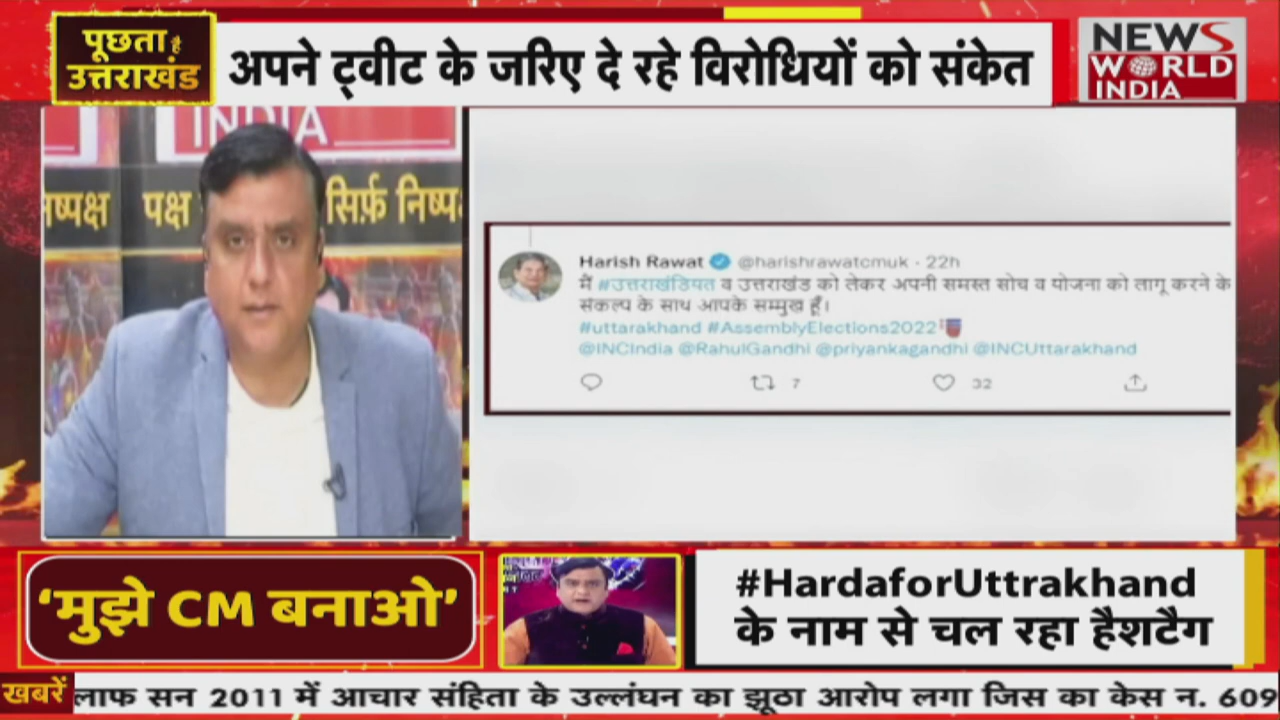 पूछता है
उत्तराखंड
अपने ट्वीट के जरिए दे रहे विरोधियों को संकेत
NEWS
WORLD
INDIA
INDIA
निष्पक्ष
पक्ष
सिर्फ़ निष्प
Harish Rawat @harishrawatcmuk · 22h
मैं #उत्तराखंडियत व उत्तराखंड को लेकर अपनी समस्त सोच व योजना को लागू करने के
संकल्प के साथ आपके सम्मुख हूँ।
#uttarakhand #AssemblyElections2022
@INCIndia @RahulGandhi @priyankagandhi @INCUttarakhand
7
32
‘मुझे CM बनाओ’
#HardaforUttrakhand
के नाम से चल रहा हैशटैग
खबरें
लाफ सन 2011 में आचार संहिता के उल्लंघन का झूठा आरोप लगा जिस का केस न. 609